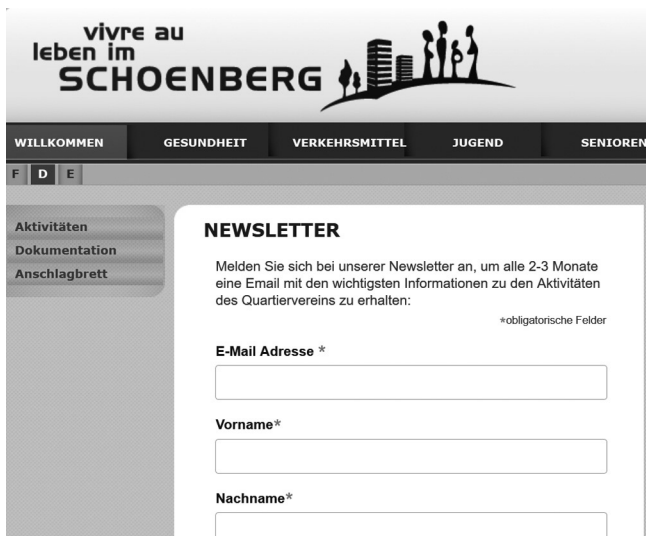 vivre au
leben im
SCHOENBERG
WILLKOMMEN GESUNDHEIT VERKEHRSMITTEL JUGEND SENIOREN
F D E
Aktivitäten
Dokumentation
Anschlagbrett
NEWSLETTER
Melden Sie sich bei unserer Newsletter an, um alle 2-3 Monate
eine Email mit den wichtigsten Informationen zu den Aktivitäten
des Quartiervereins zu erhalten:
*obligatorische Felder
E-Mail Adresse *
Vorname*
Nachname*